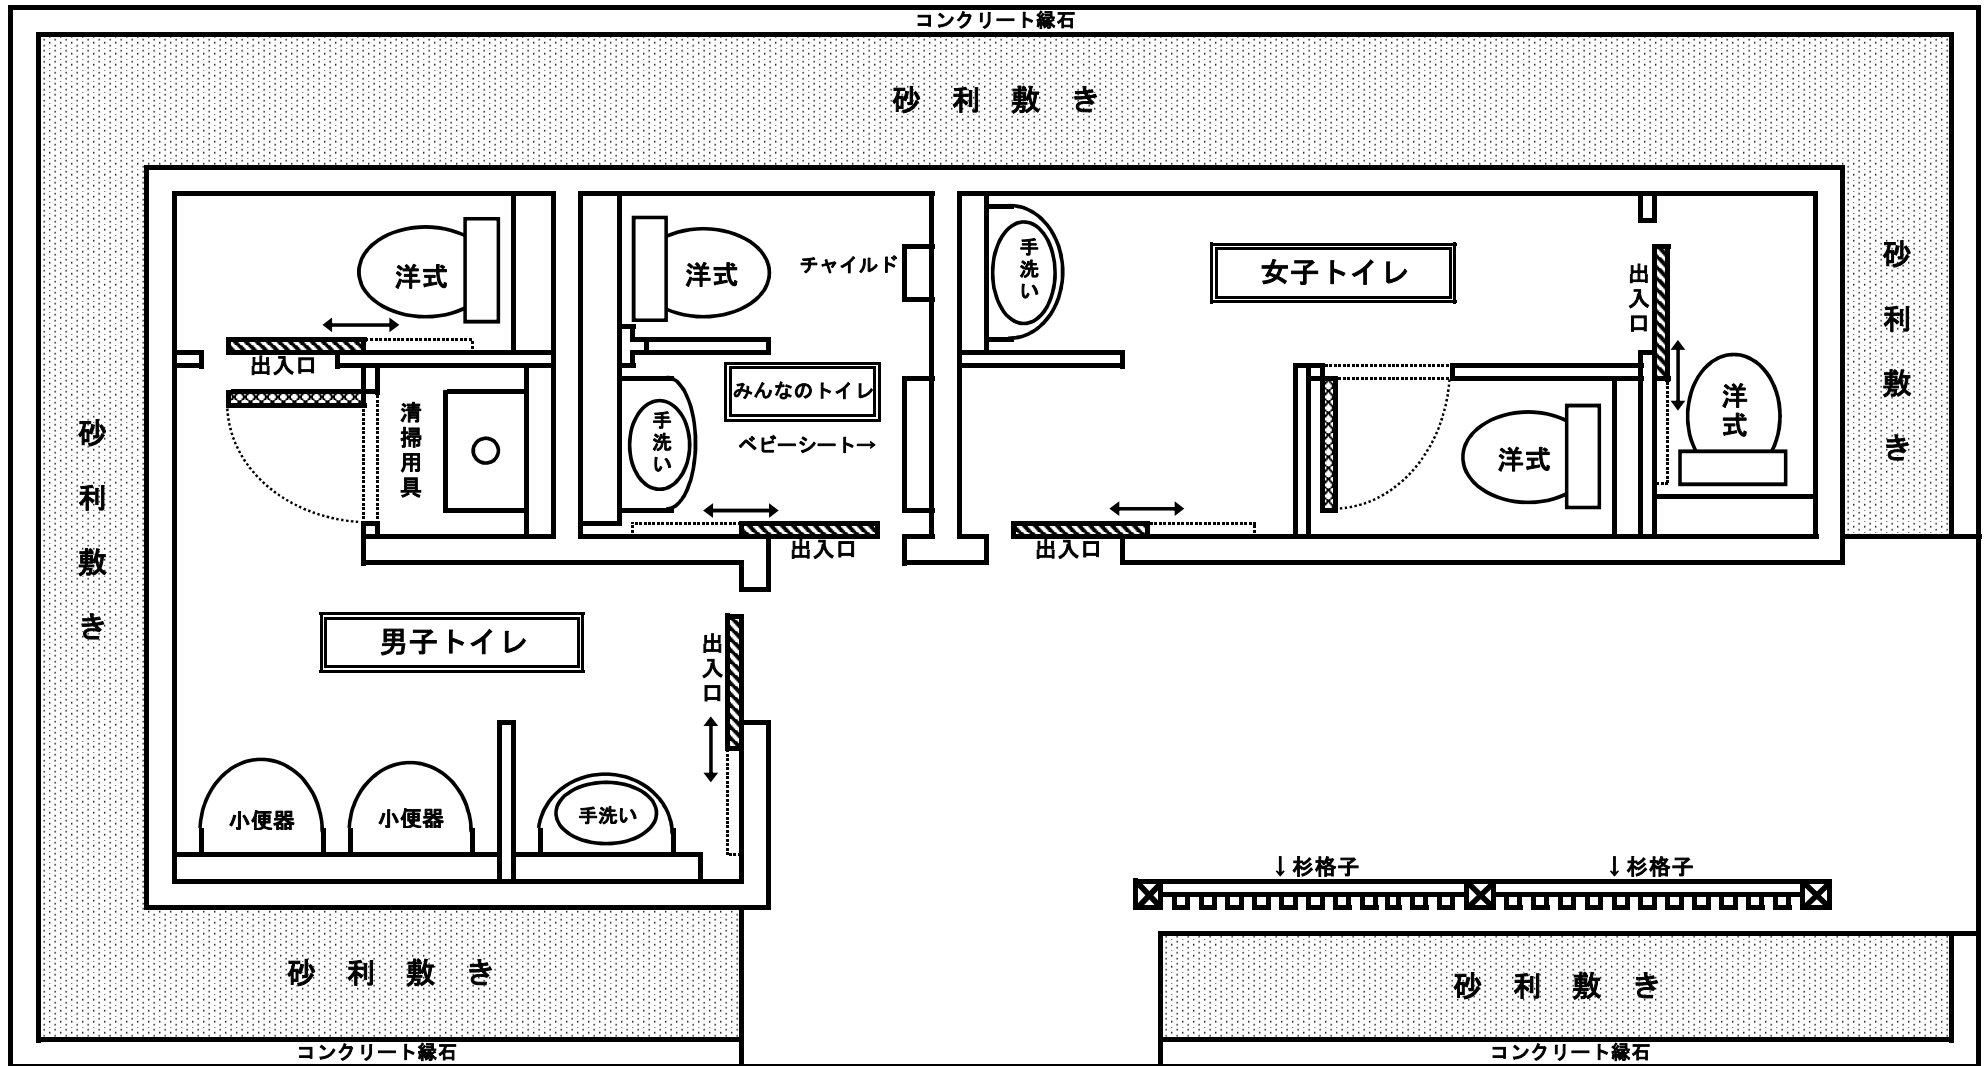 コンクリート縁石
砂利敷き
砂利敷き
砂利敷き
洋式
出入口
清掃用具
洋式
チャイルド
みんなのトイレ
ベビーシート→
手洗い
出入口
手洗い
女子トイレ
出入口
洋式
洋式
出入口
男子トイレ
出入口
小便器
小便器
手洗い
↓杉格子
↓杉格子
砂利敷き
砂利敷き
コンクリート縁石
コンクリート縁石